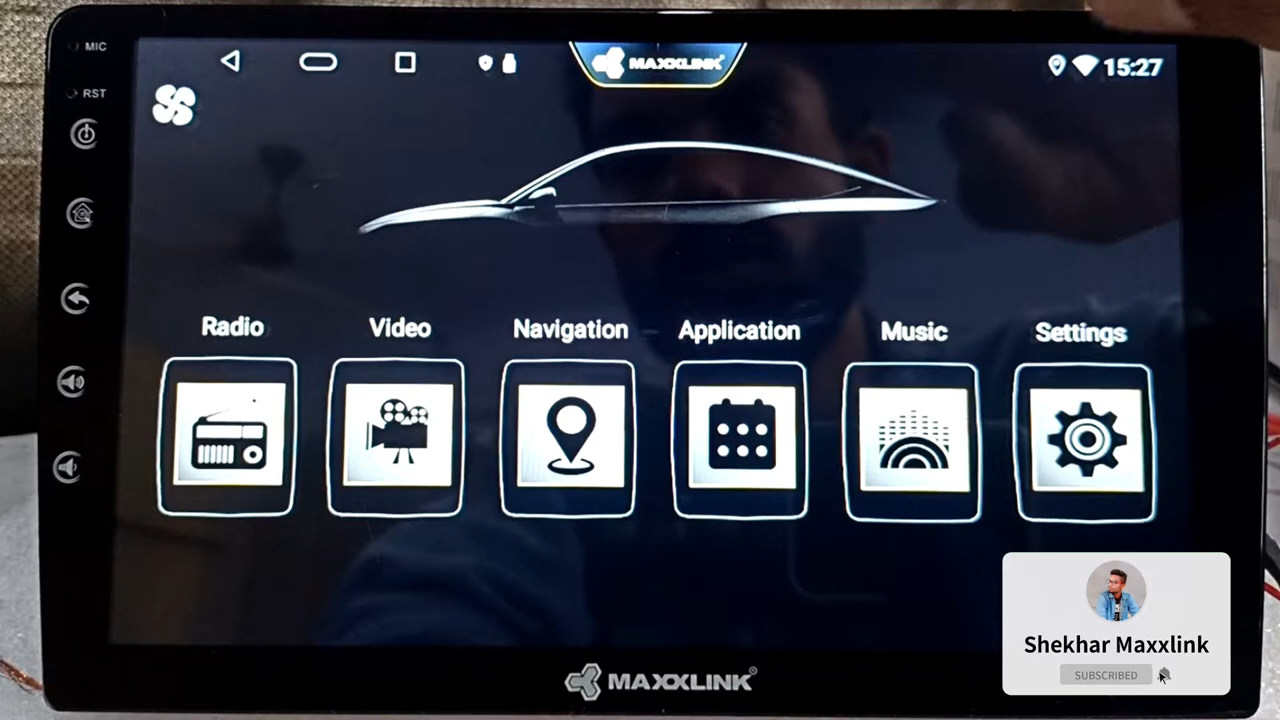 MIC
MAXXLINK
15:27
RST
Radio
Video
Navigation
Application
Music
Settings
Shekhar Maxxlink
SUBSCRIBED
MAXXLINK